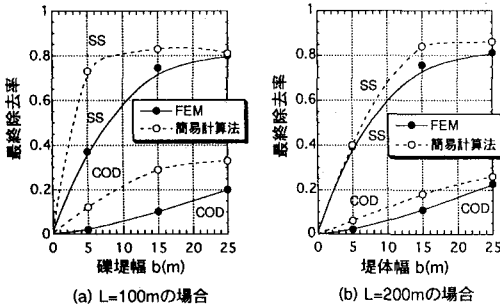 最終除去率
1
0.8
0.6
0.4
0.2
0
SS
SS
COD
COD
FEM
簡易計算法
0 5 10 15 20 25
礫堤幅 b(m)
(a) L=100mの場合
最終除去率
1
0.8
0.6
0.4
0.2
0
SS
SS
COD
COD
FEM
簡易計算法
0 5 10 15 20 25
堤体幅 b(m)
(b) L=200mの場合